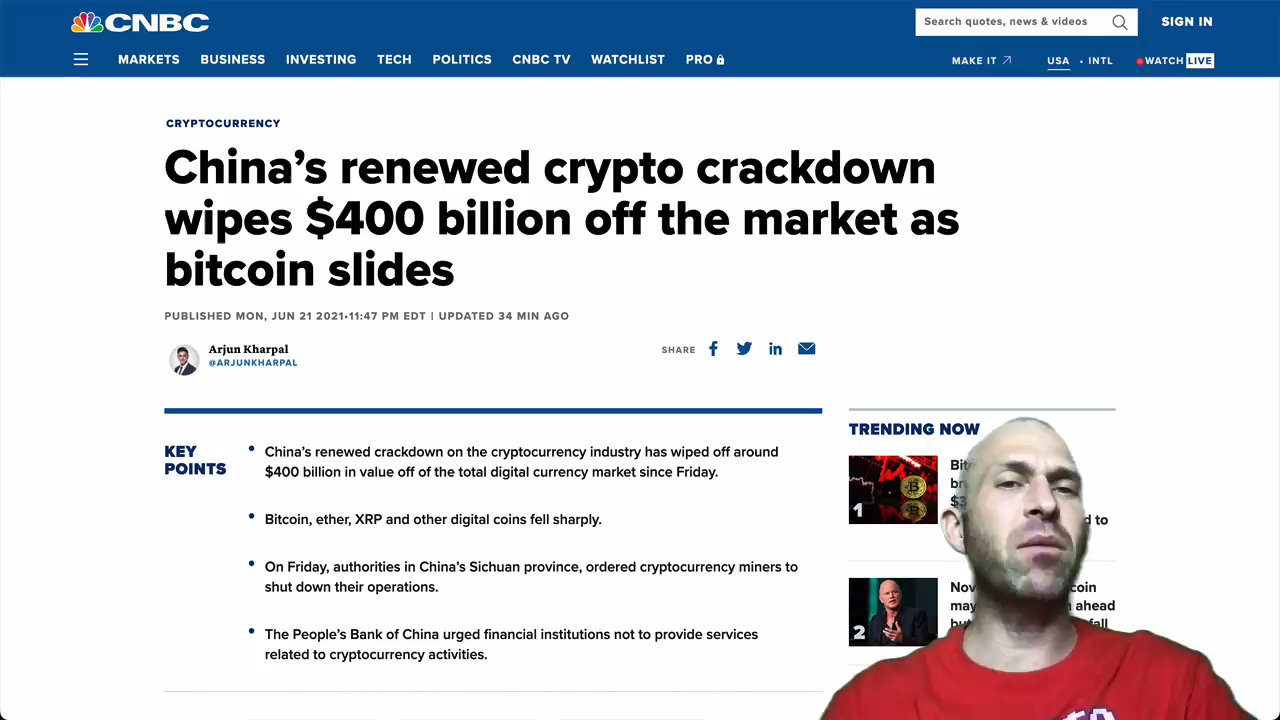 CNBC
Search quotes, news & videos
SIGN IN
MARKETS BUSINESS INVESTING TECH POLITICS CNBC TV WATCHLIST PRO
MAKE IT USA • INTL WATCH LIVE
CRYPTOCURRENCY
China’s renewed crypto crackdown
wipes $400 billion off the market as
bitcoin slides
PUBLISHED MON, JUN 21 2021•11:47 PM EDT | UPDATED 34 MIN AGO
Arjun Kharpal
@ARJUNKHARPAL
SHARE
KEY
POINTS
• China’s renewed crackdown on the cryptocurrency industry has wiped off around
$400 billion in value off of the total digital currency market since Friday.
• Bitcoin, ether, XRP and other digital coins fell sharply.
• On Friday, authorities in China’s Sichuan province, ordered cryptocurrency miners to
shut down their operations.
• The People’s Bank of China urged financial institutions not to provide services
related to cryptocurrency activities.
TRENDING NOW
1
to
2
may
ahead